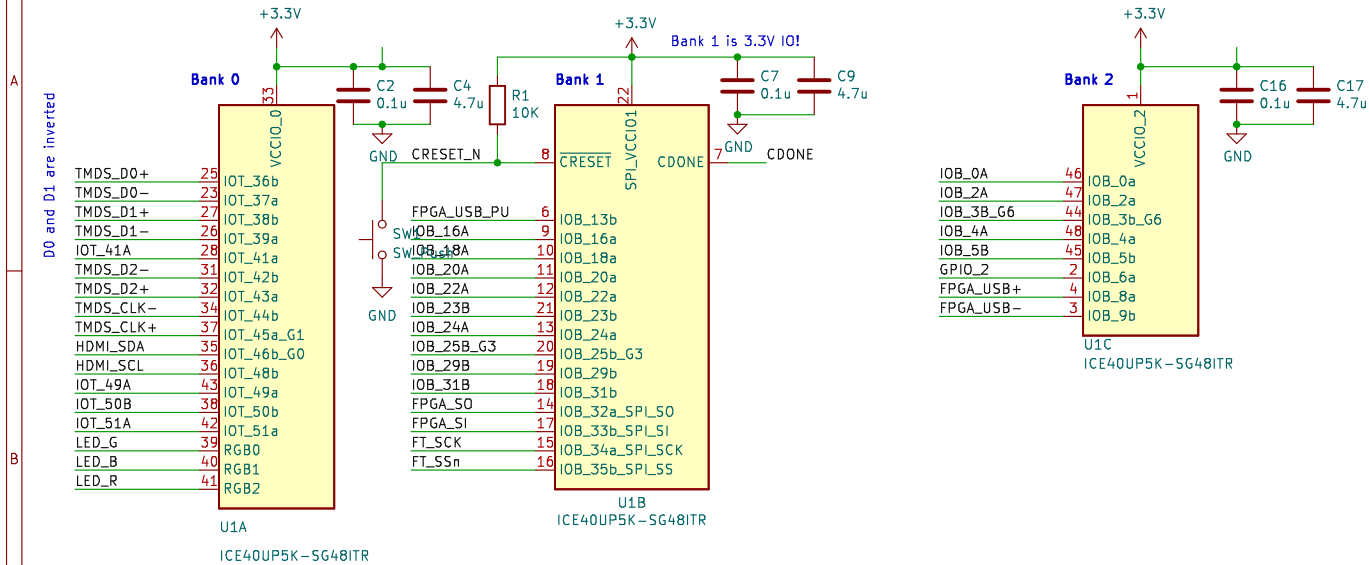 A
B
D0 and D1 are inverted
+3.3V
Bank 0
33
VCCIO_0
C2
0.1u
C4
4.7u
GND
TMDS_D0+ 25 IOT_36b
TMDS_D0- 23 IOT_37a
TMDS_D1+ 27 IOT_38b
TMDS_D1- 26 IOT_39a
IOT_41A 28 IOT_41a
TMDS_D2- 31 IOT_42b
TMDS_D2+ 32 IOT_43a
TMDS_CLK- 34 IOT_44b
TMDS_CLK+ 37 IOT_45a_G1
HDMI_SDA 35 IOT_46b_G0
HDMI_SCL 36 IOT_48b
IOT_49A 43 IOT_49a
IOT_50B 38 IOT_50b
IOT_51A 42 IOT_51a
LED_G 39 RGB0
LED_B 40 RGB1
LED_R 41 RGB2
U1A
ICE40UP5K-SG48ITR
+3.3V
Bank 1 is 3.3V IO!
Bank 1
22
SPI_VCCIO1
R1
10K
C7
0.1u
C9
4.7u
GND
CRESET_N 8 CRESET
CDONE 7 CDONE
SW1
SW_Push
GND
FPGA_USB_PU 6 IOB_13b
IOB_16A 9 IOB_16a
IOB_18A 10 IOB_18a
IOB_20A 11 IOB_20a
IOB_22A 12 IOB_22a
IOB_23B 21 IOB_23b
IOB_24A 13 IOB_24a
IOB_25B_G3 20 IOB_25b_G3
IOB_29B 19 IOB_29b
IOB_31B 18 IOB_31b
FPGA_SO 14 IOB_32a_SPI_SO
FPGA_SI 17 IOB_33b_SPI_SI
FT_SCK 15 IOB_34a_SPI_SCK
FT_SSn 16 IOB_35b_SPI_SS
U1B
ICE40UP5K-SG48ITR
+3.3V
Bank 2
1
VCCIO_2
C16
0.1u
C17
4.7u
GND
IOB_0A 46 IOB_0a
IOB_2A 47 IOB_2a
IOB_3B_G6 44 IOB_3b_G6
IOB_4A 48 IOB_4a
IOB_5B 45 IOB_5b
GPIO_2 2 IOB_6a
FPGA_USB+ 4 IOB_8a
FPGA_USB- 3 IOB_9b
U1C
ICE40UP5K-SG48ITR